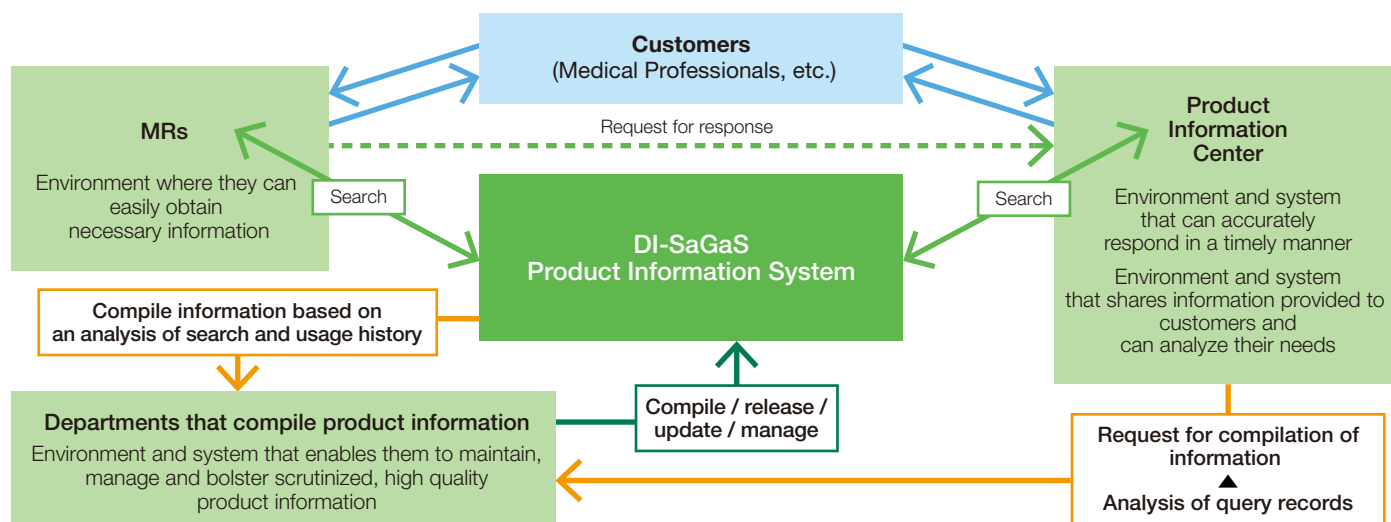 Customers
(Medical Professionals, etc.)
MRs
Environment where they can
easily obtain
necessary information
Request for response
Search
Search
Product
Information
Center
Environment and system
that can accurately
respond in a timely manner
Environment and system
that shares information provided to
customers and
can analyze their needs
DI-SaGaS
Product Information System
Compile information based on
an analysis of search and usage history
Departments that compile product information
Environment and system that enables them to maintain,
manage and bolster scrutinized, high quality
product information
Compile / release /
update / manage
Request for compilation of
information
▲
Analysis of query records